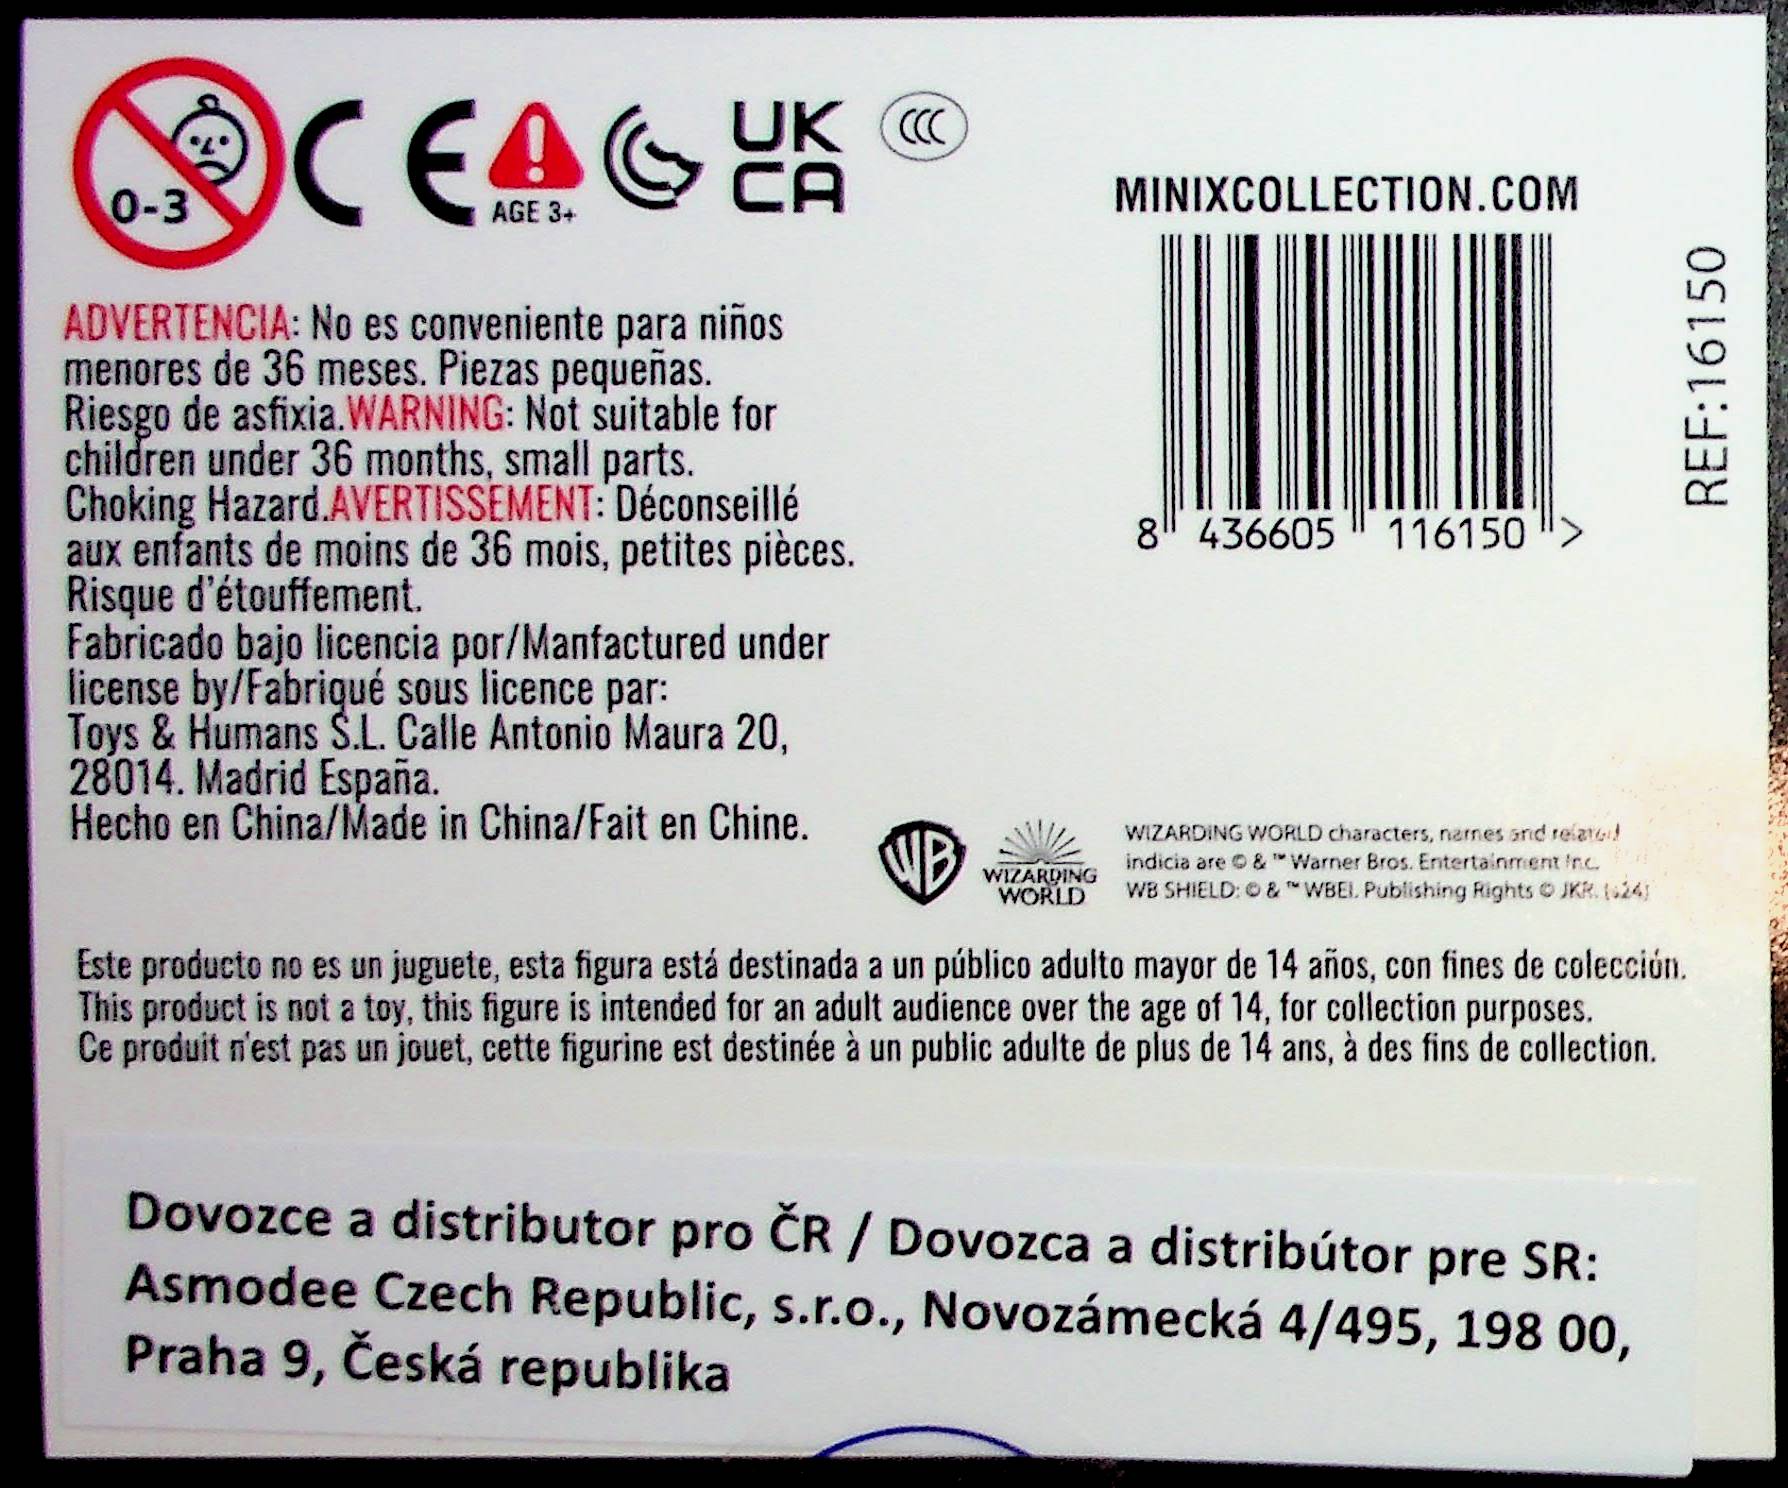 0-3
CE
AGE 3+
UK
CA
CCC
MINIXCOLLECTION.COM
8 436605 116150 >
REF:16150
ADVERTENCIA: No es conveniente para niños
menores de 36 meses. Piezas pequeñas.
Riesgo de asfixia.WARNING: Not suitable for
children under 36 months, small parts.
Choking Hazard.AVERTISSEMENT: Déconseillé
aux enfants de moins de 36 mois, petites pièces.
Risque d'étouffement.
Fabricado bajo licencia por/Manfactured under
license by/Fabriqué sous licence par:
Toys & Humans S.L. Calle Antonio Maura 20,
28014. Madrid España.
Hecho en China/Made in China/Fait en Chine.
WB
WIZARDING
WORLD
WIZARDING WORLD characters, names and related
indicia are © & ™ Warner Bros. Entertainment Inc.
WB SHIELD: © & ™ WBEI. Publishing Rights © JKR. (s24)
Este producto no es un juguete, esta figura está destinada a un público adulto mayor de 14 años, con fines de colección.
This product is not a toy, this figure is intended for an adult audience over the age of 14, for collection purposes.
Ce produit n'est pas un jouet, cette figurine est destinée à un public adulte de plus de 14 ans, à des fins de collection.
Dovozce a distributor pro ČR / Dovozca a distribútor pre SR:
Asmodee Czech Republic, s.r.o., Novozámecká 4/495, 198 00,
Praha 9, Česká republika